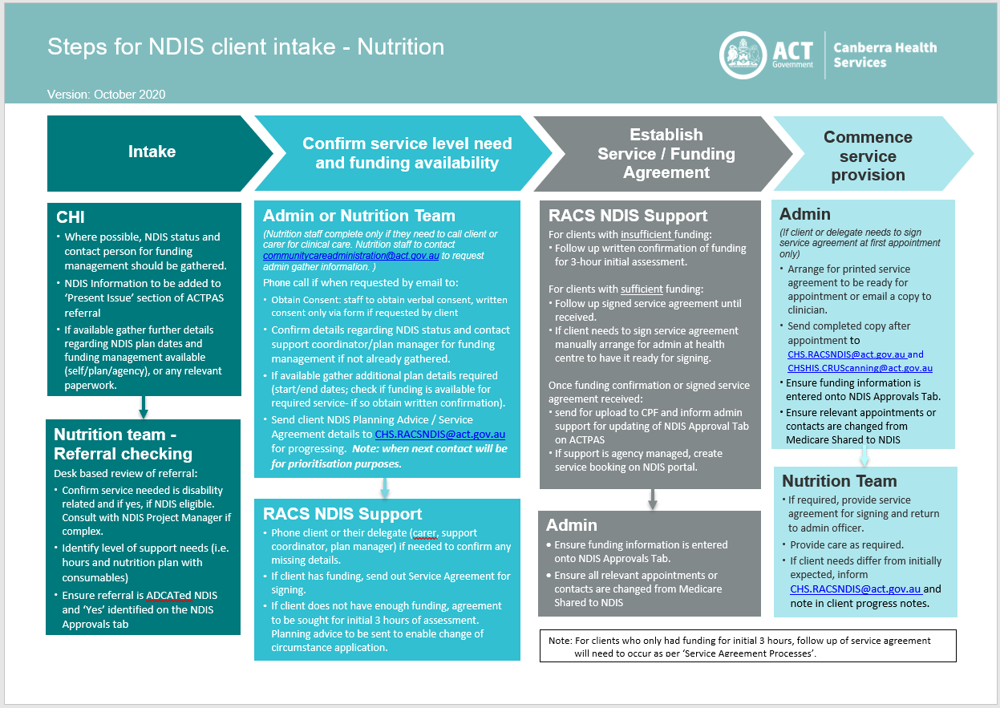 Steps for NDIS client intake - Nutrition
ACT
Government
Canberra Health
Services
Version: October 2020
Intake
CHI
• Where possible, NDIS status and
contact person for funding
management should be gathered.
• NDIS Information to be added to
‘Present Issue’ section of ACTPAS
referral
• If available gather further details
regarding NDIS plan dates and
funding management available
(self/plan/agency), or any relevant
paperwork.
Nutrition team -
Referral checking
Desk based review of referral:
• Confirm service needed is disability
related and if yes, if NDIS eligible.
Consult with NDIS Project Manager if
complex.
• Identify level of support needs (i.e.
hours and nutrition plan with
consumables)
• Ensure referral is ADCATed NDIS
and ‘Yes’ identified on the NDIS
Approvals tab
Confirm service level need
and funding availability
Admin or Nutrition Team
(Nutrition staff complete only if they need to call client or
carer for clinical care. Nutrition staff to contact
communitycareadministration@act.gov.au to request
admin gather information. )
Phone call if when requested by email to:
• Obtain Consent: staff to obtain verbal consent, written
consent only via form if requested by client
• Confirm details regarding NDIS status and contact
support coordinator/plan manager for funding
management if not already gathered.
• If available gather additional plan details required
(start/end dates; check if funding is available for
required service- if so obtain written confirmation).
• Send client NDIS Planning Advice / Service
Agreement details to CHS.RACSNDIS@act.gov.au
for progressing. Note: when next contact will be
for prioritisation purposes.
RACS NDIS Support
• Phone client or their delegate (carer, support
coordinator, plan manager) if needed to confirm any
missing details.
• If client has funding, send out Service Agreement for
signing.
• If client does not have enough funding, agreement
to be sought for initial 3 hours of assessment.
Planning advice to be sent to enable change of
circumstance application.
Establish
Service / Funding
Agreement
RACS NDIS Support
For clients with insufficient funding:
• Follow up written confirmation of funding
for 3-hour initial assessment.
For clients with sufficient funding:
• Follow up signed service agreement until
received.
• If client needs to sign service agreement
manually arrange for admin at health
centre to have it ready for signing.
Once funding confirmation or signed service
agreement received:
• send for upload to CPF and inform admin
support for updating of NDIS Approval Tab
on ACTPAS
• If support is agency managed, create
service booking on NDIS portal.
Admin
• Ensure funding information is entered
onto NDIS Approvals Tab.
• Ensure all relevant appointments or
contacts are changed from Medicare
Shared to NDIS
Commence
service
provision
Admin
(If client or delegate needs to sign
service agreement at first appointment
only)
• Arrange for printed service
agreement to be ready for
appointment or email a copy to
clinician.
• Send completed copy after
appointment to
CHS.RACSNDIS@act.gov.au and
CHSHIS.CRUScanning@act.gov.au
• Ensure funding information is
entered onto NDIS Approvals Tab.
• Ensure relevant appointments or
contacts are changed from
Medicare Shared to NDIS
Nutrition Team
• If required, provide service
agreement for signing and return
to admin officer.
• Provide care as required.
• If client needs differ from initially
expected, inform
CHS.RACSNDIS@act.gov.au and
note in client progress notes.
Note: For clients who only had funding for initial 3 hours, follow up of service agreement
will need to occur as per ‘Service Agreement Processes’.